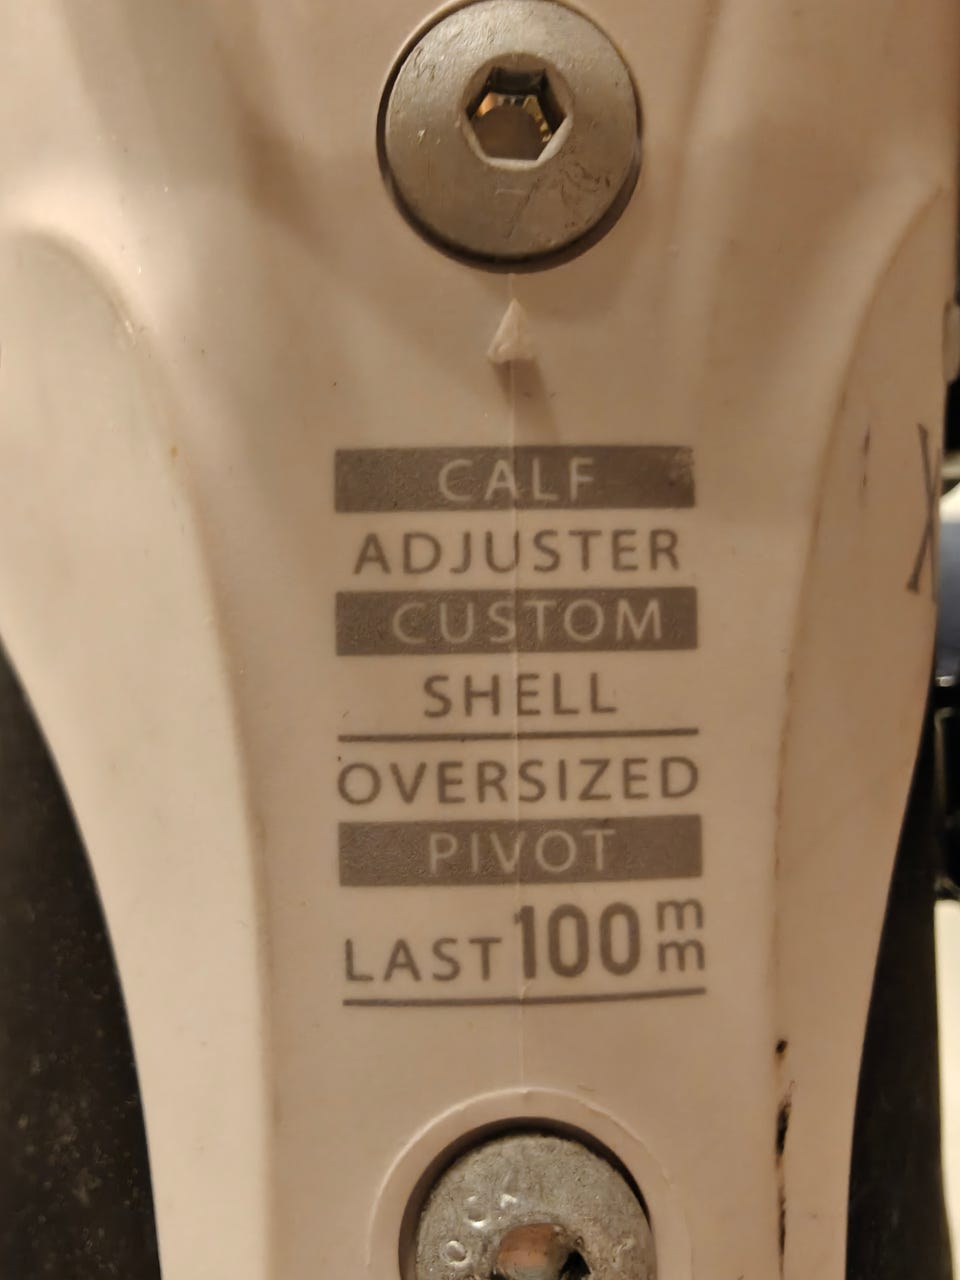 CALF
ADJUSTER
CUSTOM
SHELL
OVERSIZED
PIVOT
LAST 100 mm